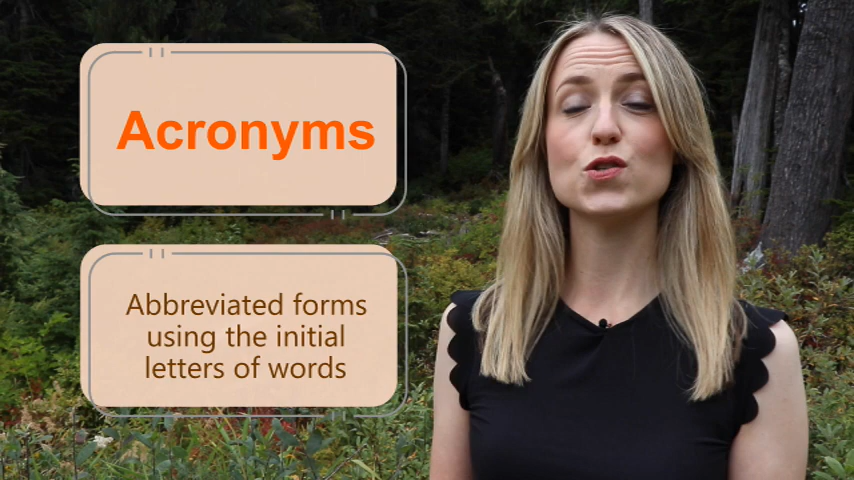 Acronyms
Abbreviated forms
using the initial
letters of words